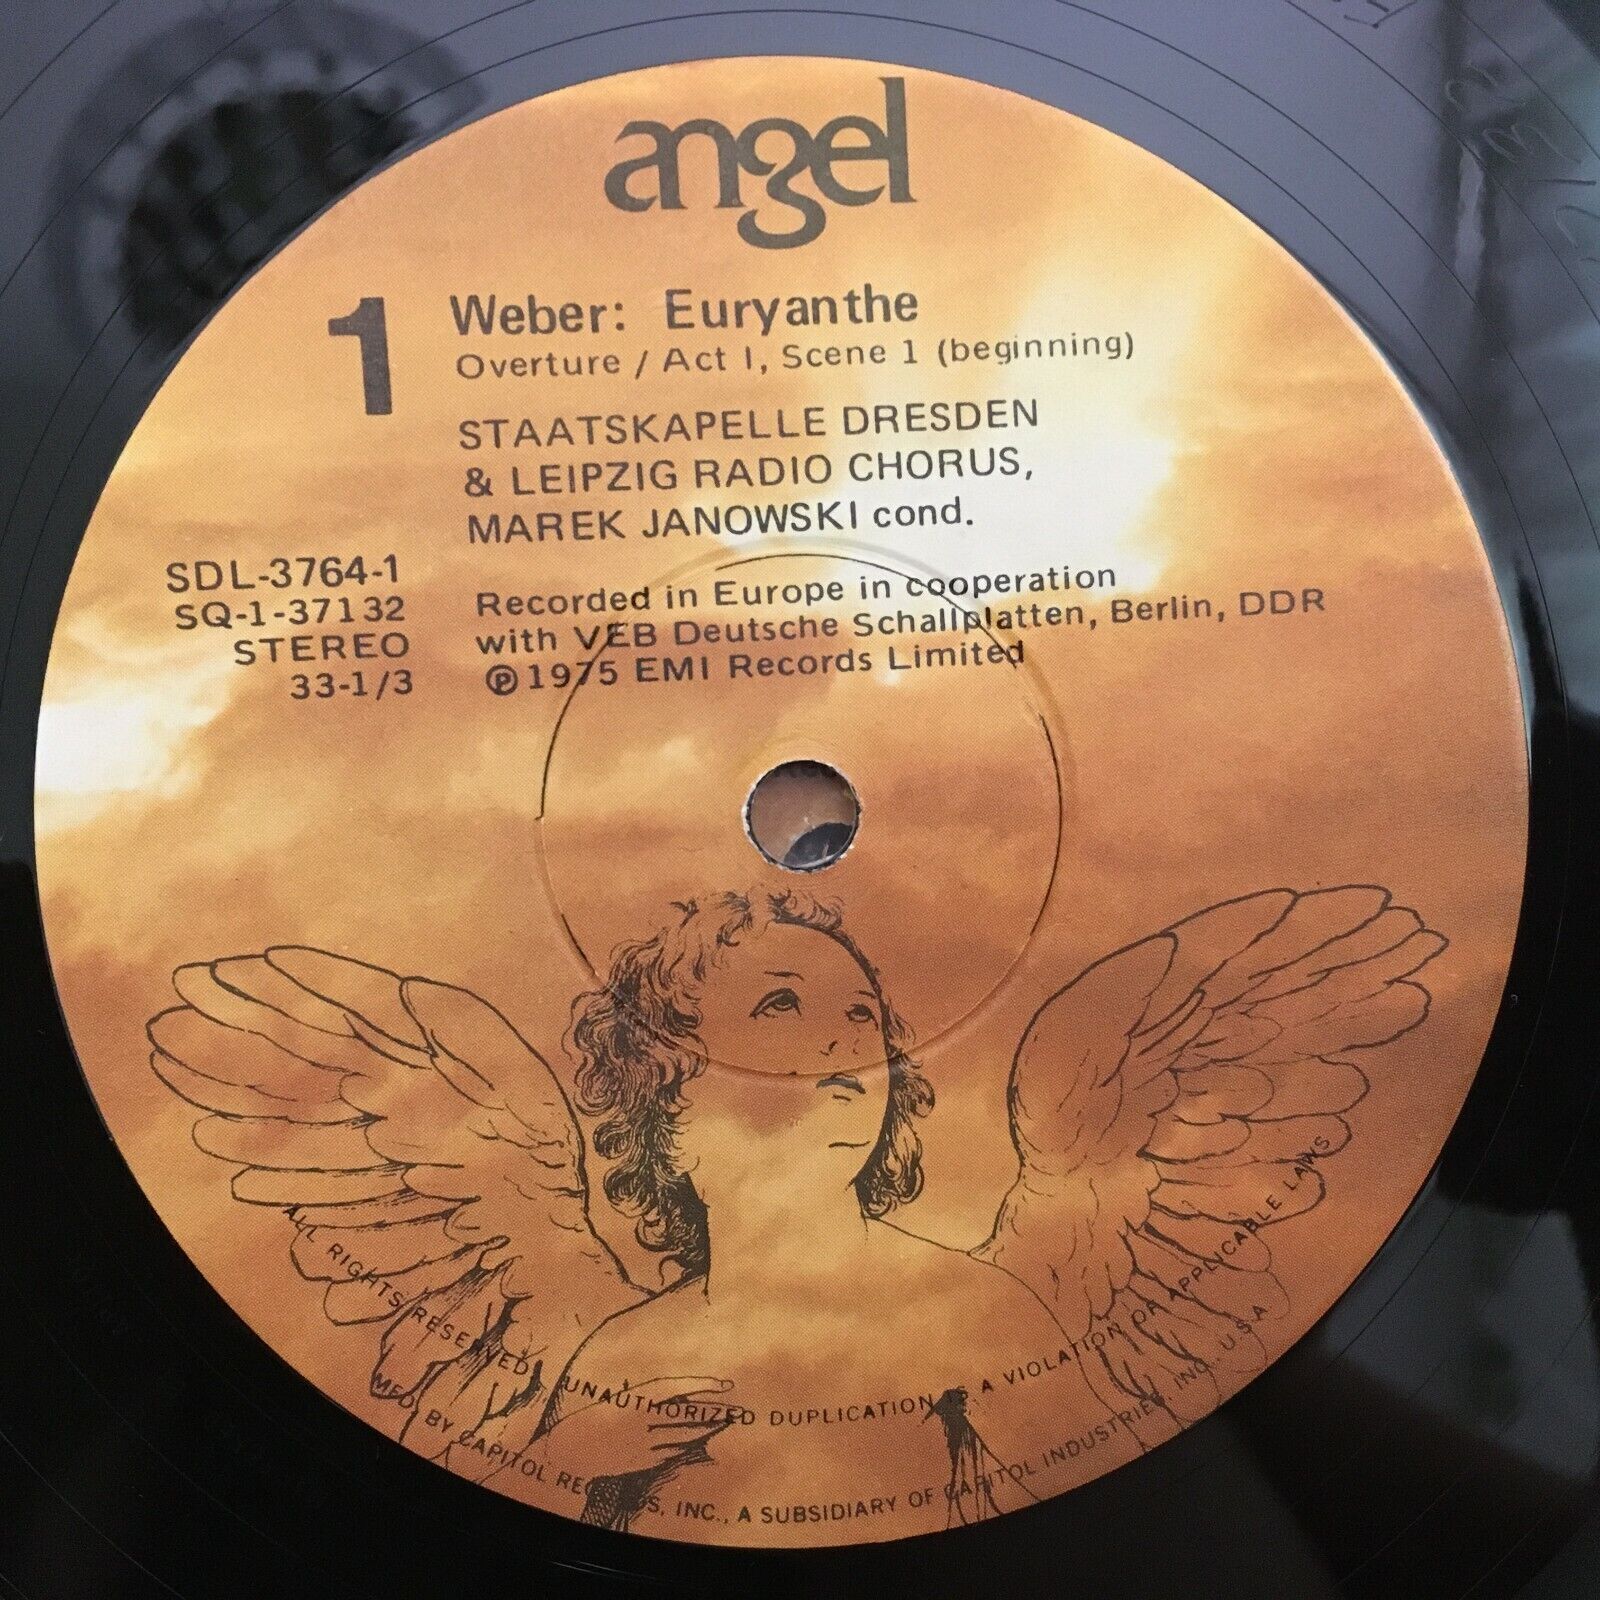 angel
1
Weber: Euryanthe
Overture / Act I, Scene 1 (beginning)
STAATSKAPELLE DRESDEN
& LEIPZIG RADIO CHORUS,
MAREK JANOWSKI cond.
SDL-3764-1
SQ-1-37132
STEREO
33-1/3
Recorded in Europe in cooperation
with VEB Deutsche Schallplatten, Berlin, DDR
℗ 1975 EMI Records Limited
ALL RIGHTS RESERVED. UNAUTHORIZED DUPLICATION IS A VIOLATION OF APPLICABLE LAWS
MFD. BY CAPITOL RECORDS, INC., A SUBSIDIARY OF CAPITOL INDUSTRIES, INC. U.S.A.